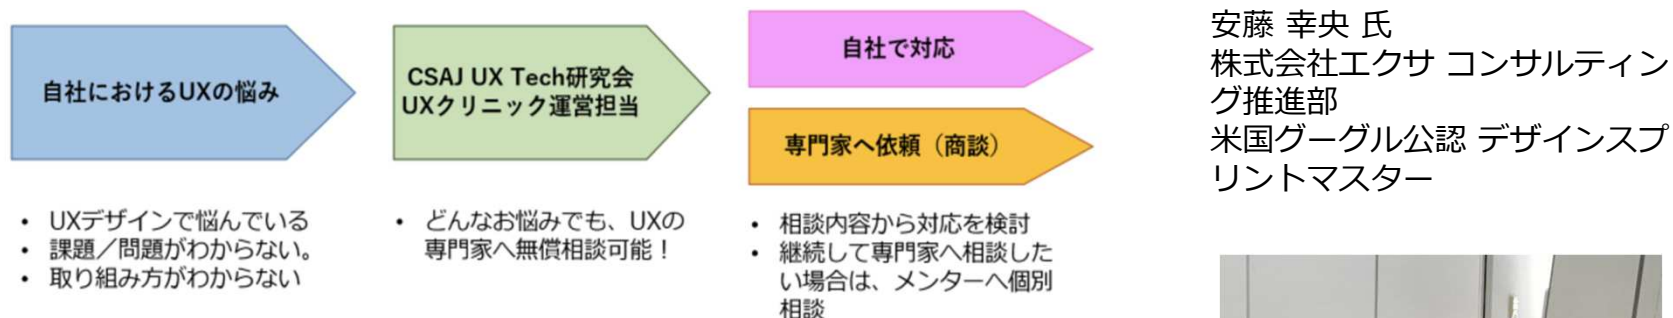 自社におけるUXの悩み
• UXデザインで悩んでいる
• 課題／問題がわからない。
• 取り組み方がわからない
CSAJ UX Tech研究会
UXクリニック運営担当
• どんなお悩みでも、UXの
専門家へ無償相談可能！
自社で対応
専門家へ依頼（商談）
• 相談内容から対応を検討
• 継続して専門家へ相談した
い場合は、メンターへ個別
相談
安藤 幸央 氏
株式会社エクサ コンサルティン
グ推進部
米国グーグル公認 デザインスプ
リントマスター